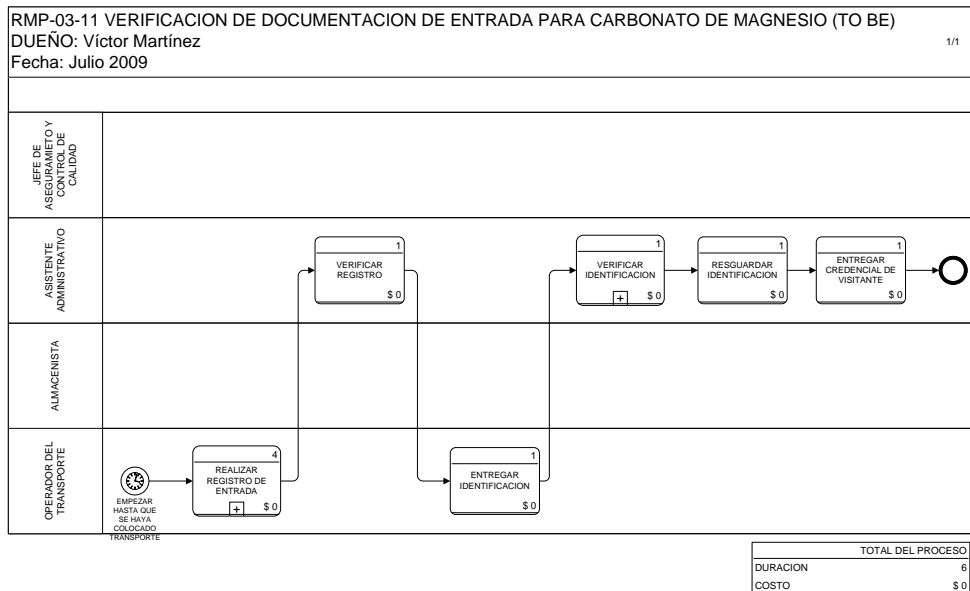 RMP-03-11 VERIFICACION DE DOCUMENTACION DE ENTRADA PARA CARBONATO DE MAGNESIO (TO BE)
DUEÑO: Víctor Martínez
1/1
Fecha: Julio 2009
JEFE DE
ASEGURAMIETO Y
CONTROL DE
CALIDAD
ASISTENTE
ADMINISTRATIVO
1
VERIFICAR
REGISTRO
$ 0
1
VERIFICAR
IDENTIFICACION
+ $ 0
1
RESGUARDAR
IDENTIFICACION
$ 0
1
ENTREGAR
CREDENCIAL DE
VISITANTE
$ 0
ALMACENISTA
OPERADOR DEL
TRANSPORTE
EMPEZAR
HASTA QUE
SE HAYA
COLOCADO
TRANSPORTE
4
REALIZAR
REGISTRO DE
ENTRADA
+ $ 0
1
ENTREGAR
IDENTIFICACION
$ 0
TOTAL DEL PROCESO
DURACION 6
COSTO $ 0